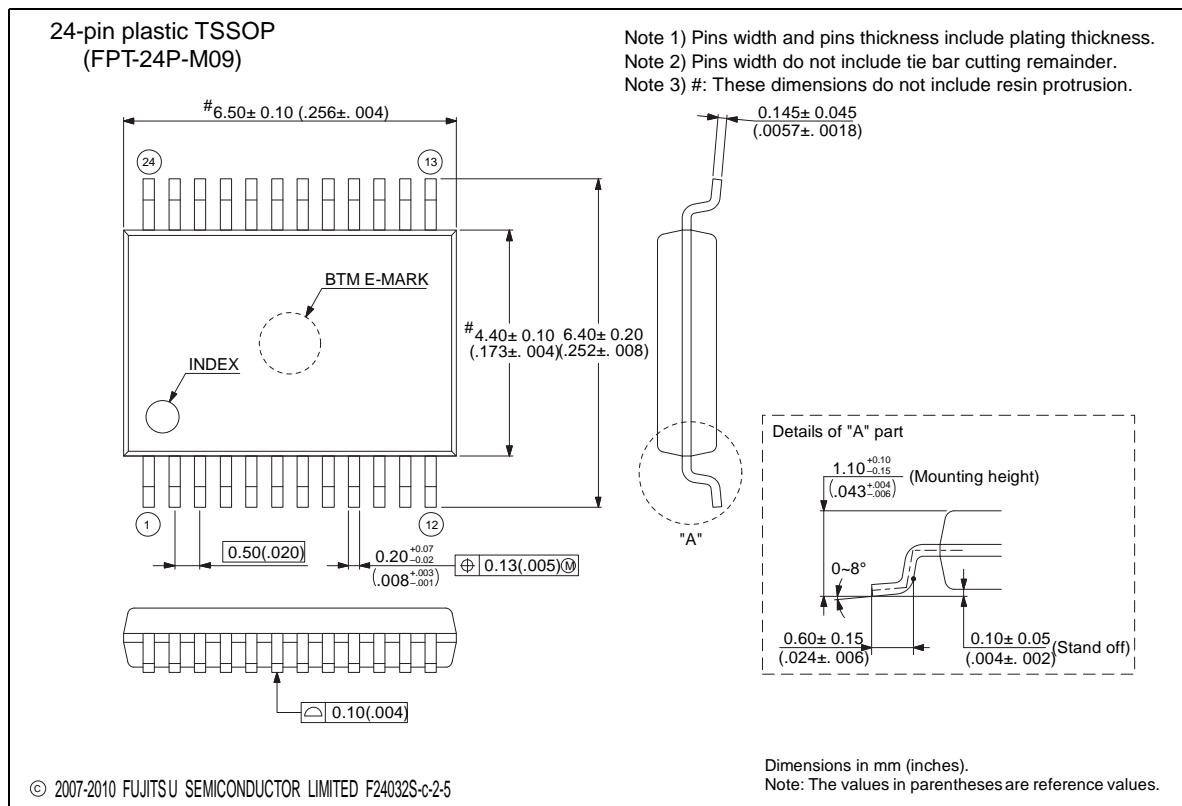 24-pin plastic TSSOP
(FPT-24P-M09)
Note 1) Pins width and pins thickness include plating thickness.
Note 2) Pins width do not include tie bar cutting remainder.
Note 3) #: These dimensions do not include resin protrusion.
#6.50± 0.10 (.256±. 004)
0.145± 0.045
(.0057±. 0018)
24
13
BTM E-MARK
#4.40± 0.10
(.173±. 004)
6.40± 0.20
(.252±. 008)
INDEX
Details of "A" part
1.10 +0.10 −0.15
(.043 +.004 −.006)
(Mounting height)
1
12
"A"
0.50(.020)
0.20 +0.07 −0.02
(.008 +.003 −.001)
⌖ 0.13(.005)Ⓜ
0~8°
0.60± 0.15
(.024±. 006)
0.10± 0.05
(.004±. 002)
(Stand off)
⌓ 0.10(.004)
© 2007-2010 FUJITSU SEMICONDUCTOR LIMITED F24032S-c-2-5
Dimensions in mm (inches).
Note: The values in parentheses are reference values.